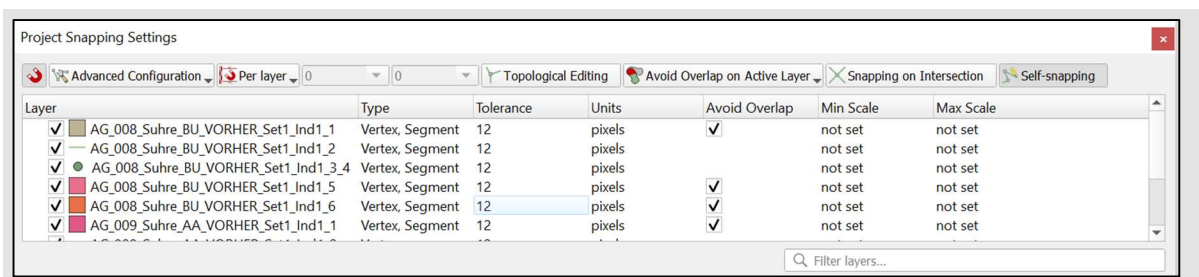 Project Snapping Settings
Advanced Configuration Per layer 0 0 Topological Editing Avoid Overlap on Active Layer Snapping on Intersection Self-snapping
Layer Type Tolerance Units Avoid Overlap Min Scale Max Scale
AG_008_Suhre_BU_VORHER_Set1_Ind1_1 Vertex, Segment 12 pixels not set not set
AG_008_Suhre_BU_VORHER_Set1_Ind1_2 Vertex, Segment 12 pixels not set not set
AG_008_Suhre_BU_VORHER_Set1_Ind1_3_4 Vertex, Segment 12 pixels not set not set
AG_008_Suhre_BU_VORHER_Set1_Ind1_5 Vertex, Segment 12 pixels not set not set
AG_008_Suhre_BU_VORHER_Set1_Ind1_6 Vertex, Segment 12 pixels not set not set
AG_009_Suhre_AA_VORHER_Set1_Ind1_1 Vertex, Segment 12 pixels not set not set
Filter layers...